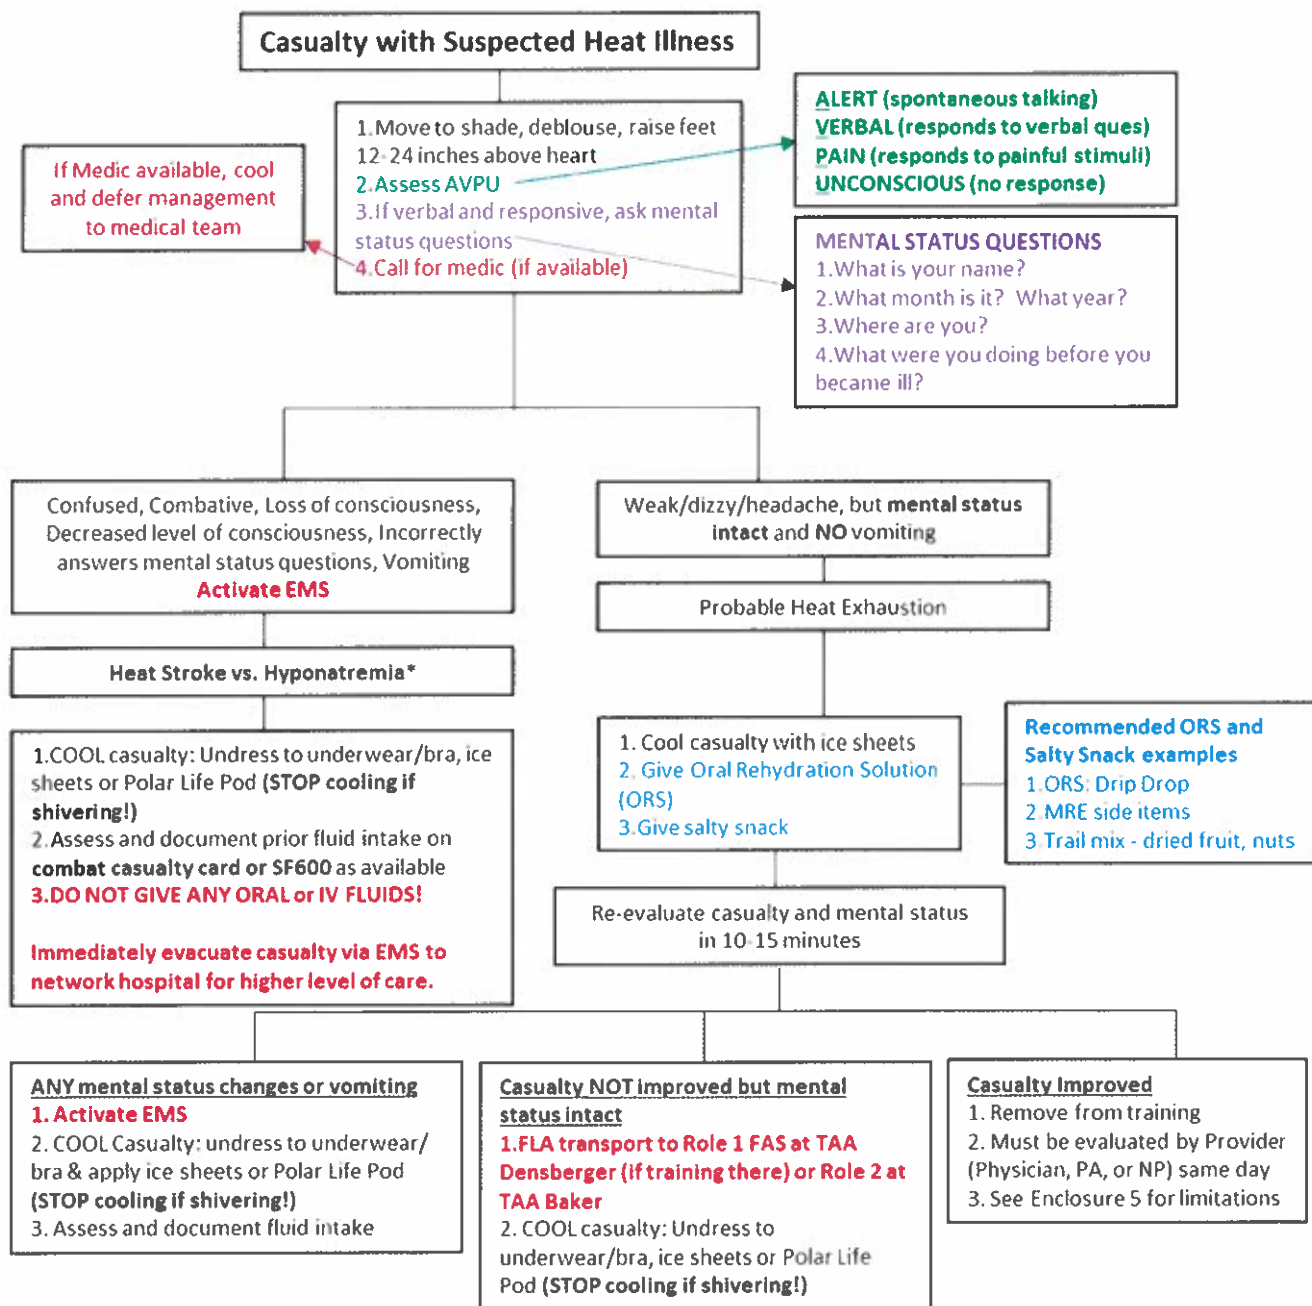 Casualty with Suspected Heat Illness
1.Move to shade, deblouse, raise feet
12-24 inches above heart
2.Assess AVPU
3.If verbal and responsive, ask mental
status questions
4.Call for medic (if available)
If Medic available, cool
and defer management
to medical team
ALERT (spontaneous talking)
VERBAL (responds to verbal ques)
PAIN (responds to painful stimuli)
UNCONSCIOUS (no response)
MENTAL STATUS QUESTIONS
1.What is your name?
2.What month is it? What year?
3.Where are you?
4.What were you doing before you
became ill?
Confused, Combative, Loss of consciousness,
Decreased level of consciousness, Incorrectly
answers mental status questions, Vomiting
Activate EMS
Heat Stroke vs. Hyponatremia*
1.COOL casualty: Undress to underwear/bra, ice
sheets or Polar Life Pod (STOP cooling if
shivering!)
2.Assess and document prior fluid intake on
combat casualty card or SF600 as available
3.DO NOT GIVE ANY ORAL or IV FLUIDS!
Immediately evacuate casualty via EMS to
network hospital for higher level of care.
Weak/dizzy/headache, but mental status
intact and NO vomiting
Probable Heat Exhaustion
1. Cool casualty with ice sheets
2. Give Oral Rehydration Solution
(ORS)
3.Give salty snack
Recommended ORS and
Salty Snack examples
1.ORS: Drip Drop
2.MRE side items
3.Trail mix - dried fruit, nuts
Re-evaluate casualty and mental status
in 10-15 minutes
ANY mental status changes or vomiting
1. Activate EMS
2. COOL Casualty: undress to underwear/
bra & apply ice sheets or Polar Life Pod
(STOP cooling if shivering!)
3. Assess and document fluid intake
Casualty NOT improved but mental
status intact
1.FLA transport to Role 1 FAS at TAA
Densberger (if training there) or Role 2 at
TAA Baker
2. COOL casualty: Undress to
underwear/bra, ice sheets or Polar Life
Pod (STOP cooling if shivering!)
Casualty Improved
1. Remove from training
2. Must be evaluated by Provider
(Physician, PA, or NP) same day
3. See Enclosure 5 for limitations